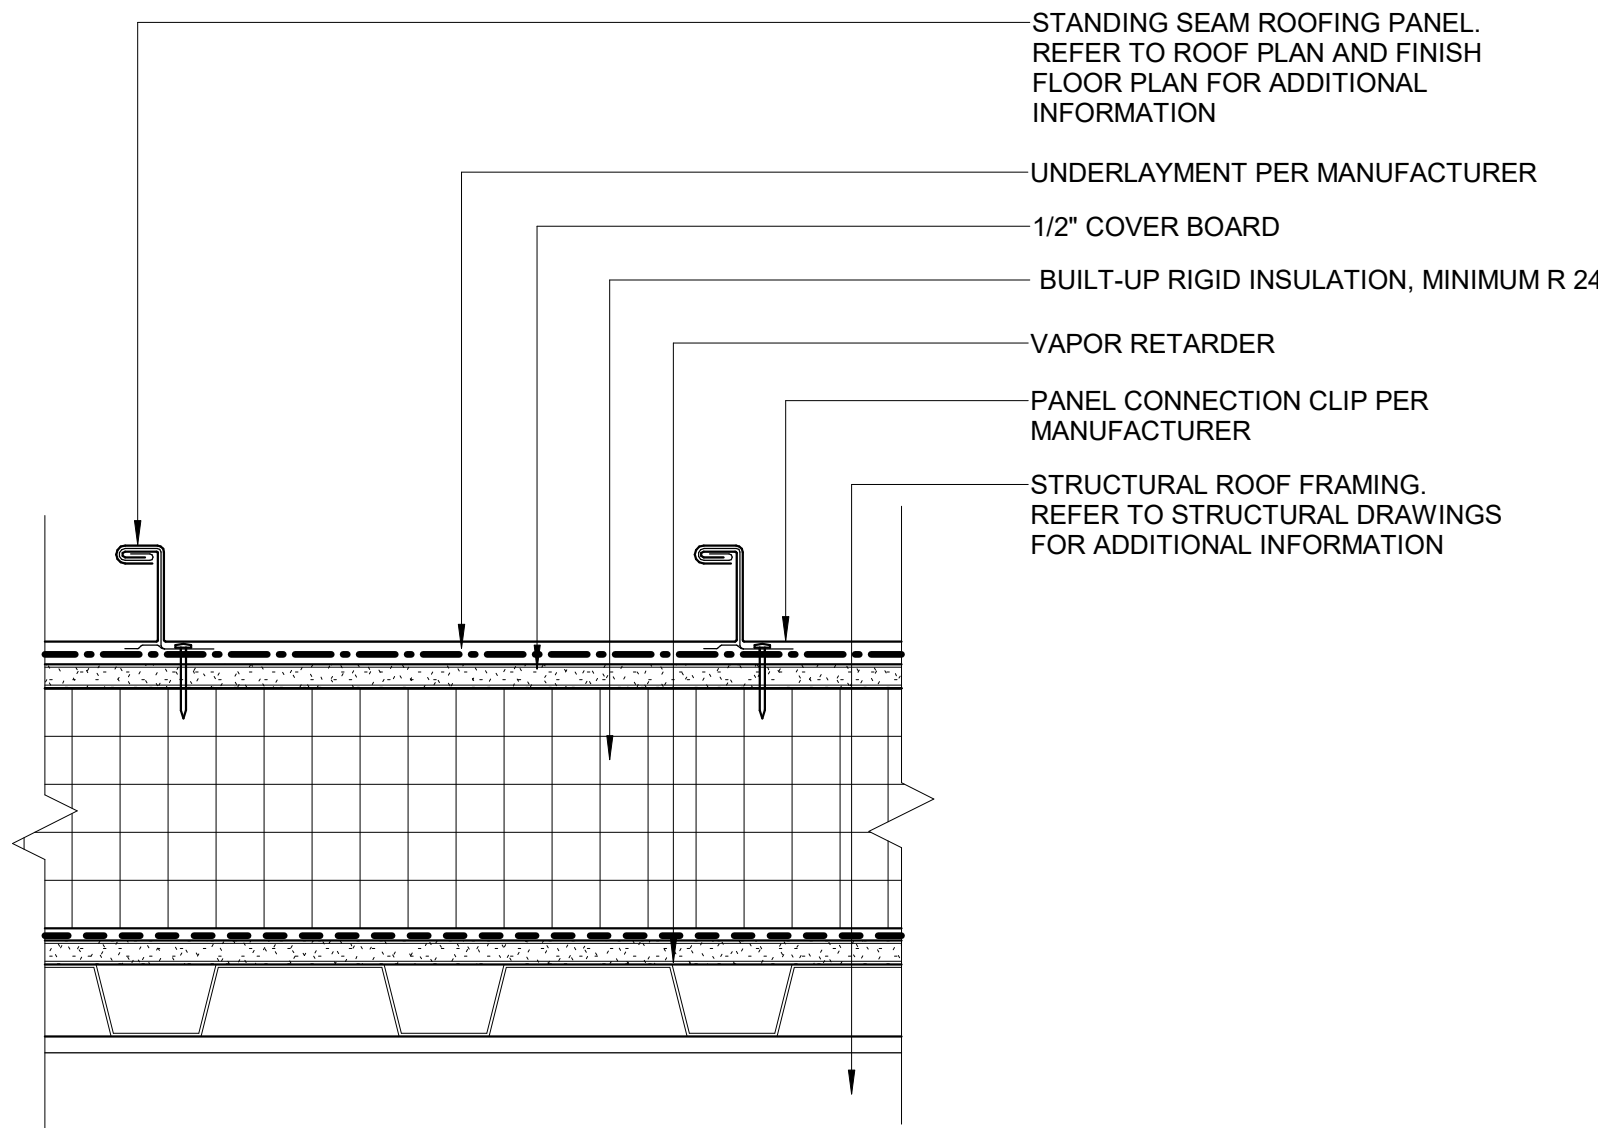 STANDING SEAM ROOFING PANEL.
REFER TO ROOF PLAN AND FINISH
FLOOR PLAN FOR ADDITIONAL
INFORMATION
UNDERLAYMENT PER MANUFACTURER
1/2" COVER BOARD
BUILT-UP RIGID INSULATION, MINIMUM R 24
VAPOR RETARDER
PANEL CONNECTION CLIP PER
MANUFACTURER
STRUCTURAL ROOF FRAMING.
REFER TO STRUCTURAL DRAWINGS
FOR ADDITIONAL INFORMATION